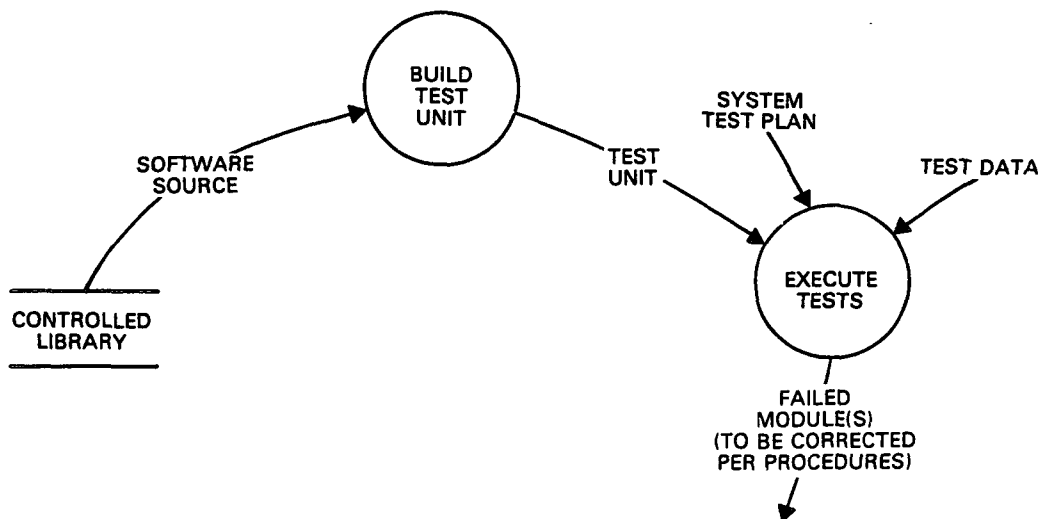 BUILD
TEST
UNIT
SYSTEM
TEST PLAN
SOFTWARE
SOURCE
TEST
UNIT
TEST DATA
CONTROLLED
LIBRARY
EXECUTE
TESTS
FAILED
MODULE(S)
(TO BE CORRECTED
PER PROCEDURES)